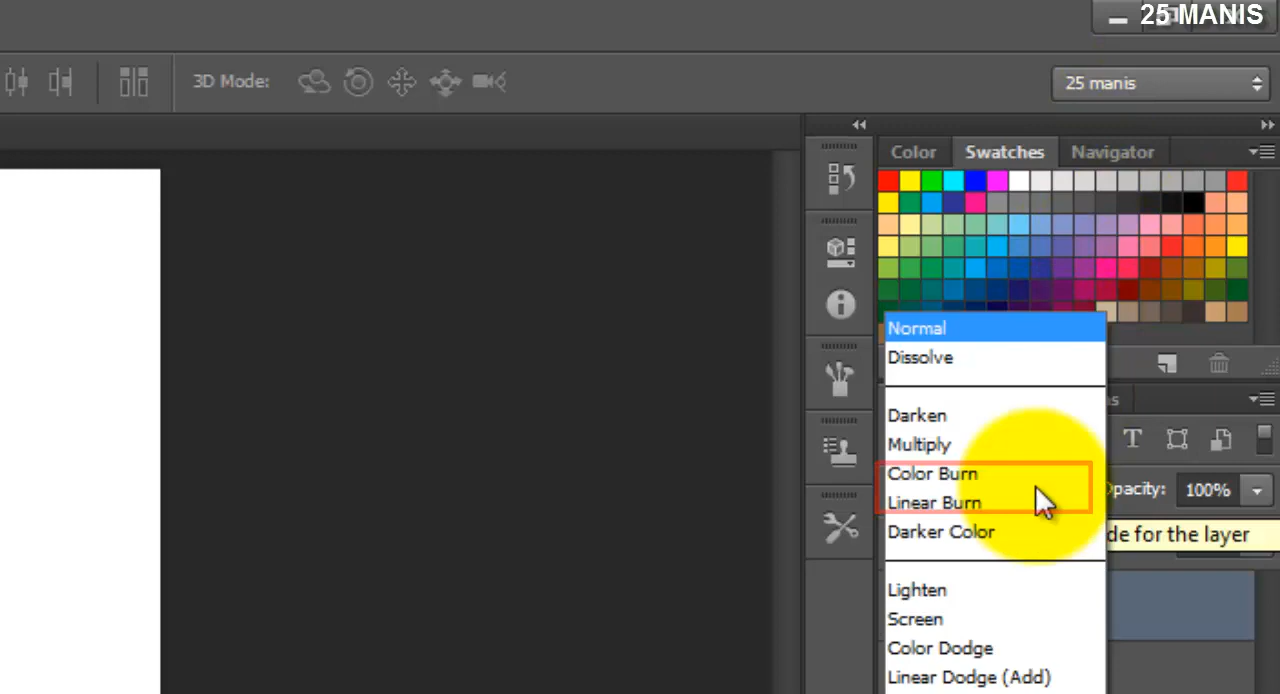 25 MANIS
3D Mode:
25 manis
Color
Swatches
Navigator
Normal
Dissolve
Darken
Multiply
Color Burn
Linear Burn
Darker Color
Lighten
Screen
Color Dodge
Linear Dodge (Add)
T
100%
de for the layer